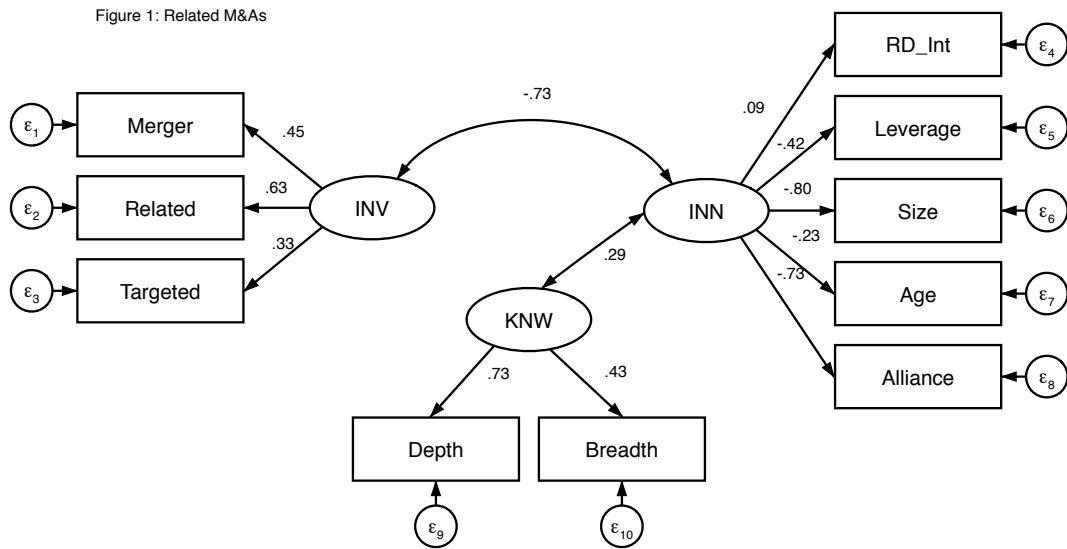 Figure 1: Related M&As
RD_Int
ε4
-.73
.09
Merger
ε1
.45
Leverage
ε5
-.42
.63
Related
ε2
INV
INN
-.80
Size
ε6
-.23
.33
.29
-.73
Targeted
ε3
Age
ε7
KNW
.73
.43
Alliance
ε8
Depth
Breadth
ε9
ε10